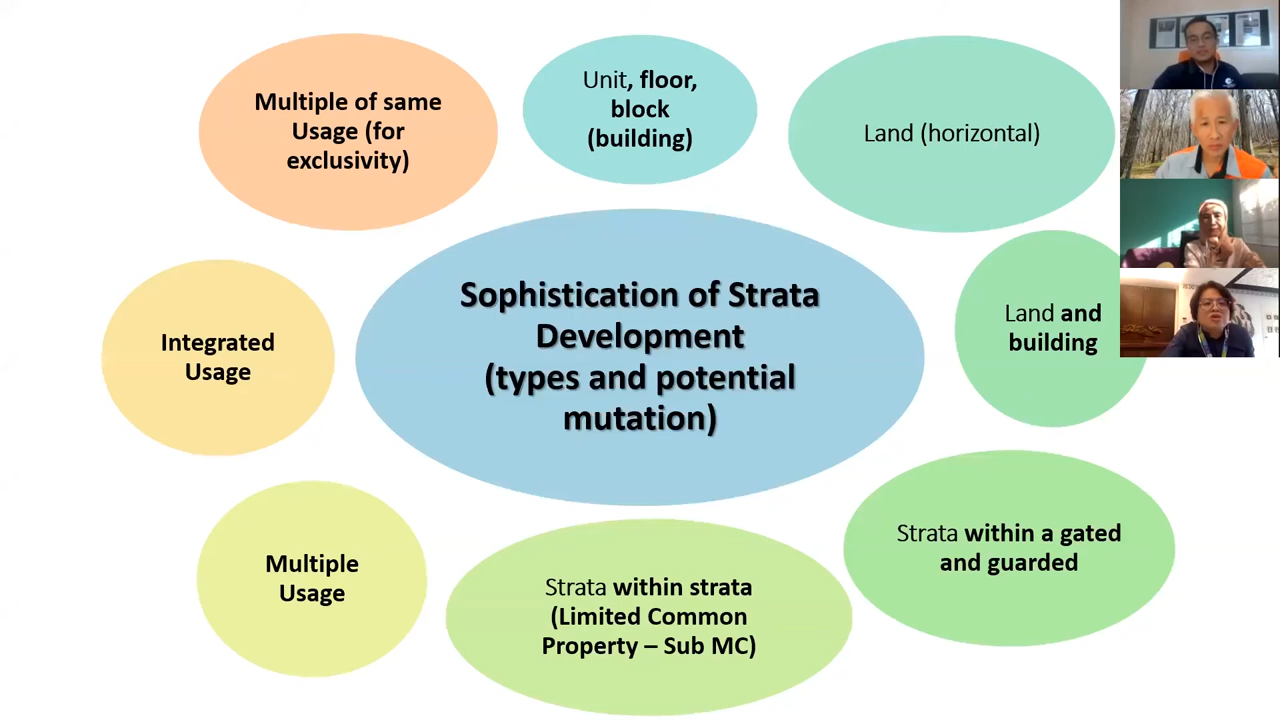 Multiple of same
Usage (for
exclusivity)
Unit, floor,
block
(building)
Land (horizontal)
Integrated
Usage
Sophistication of Strata
Development
(types and potential
mutation)
Land and
building
Multiple
Usage
Strata within strata
(Limited Common
Property – Sub MC)
Strata within a gated
and guarded